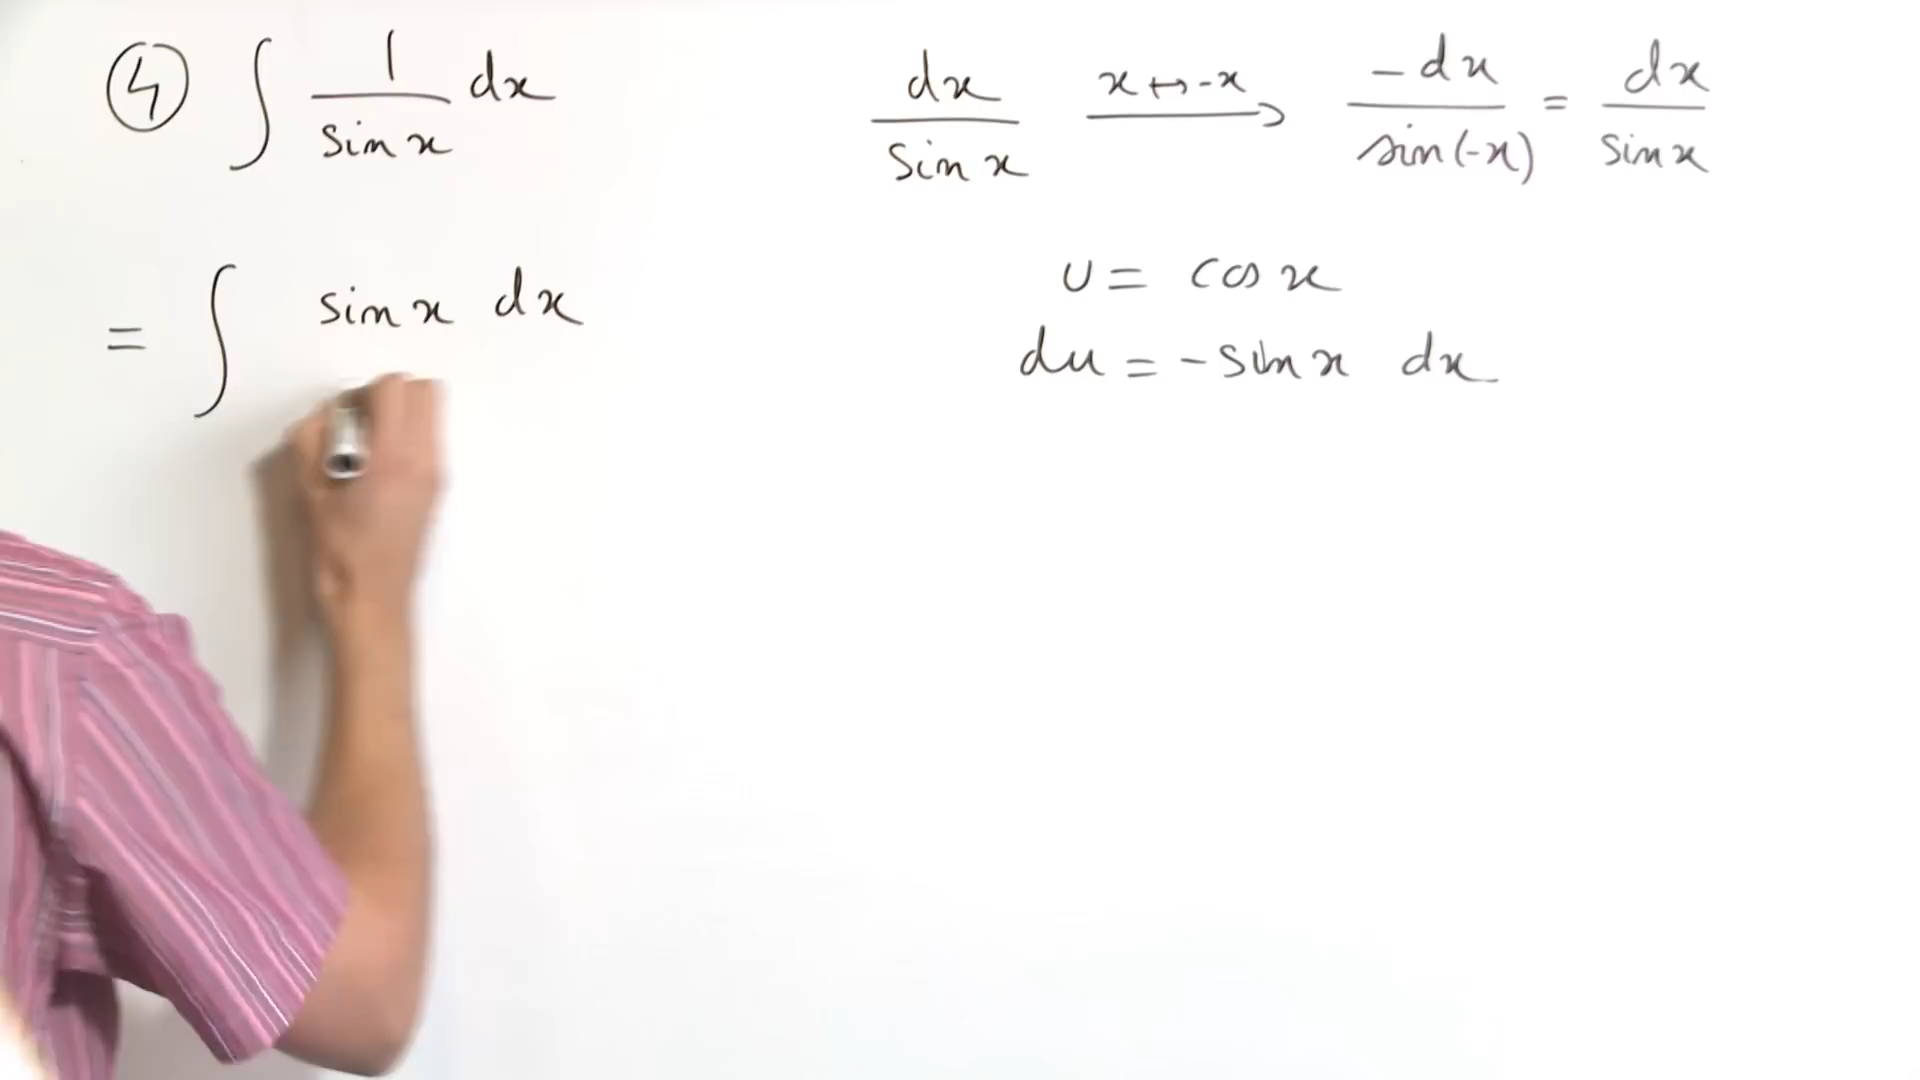 ④ ∫ 1/sin x dx
dx/sin x x↔-x → -dx/sin(-x) = dx/sin x
= ∫ sin x dx
u = cos x
du = -sin x dx